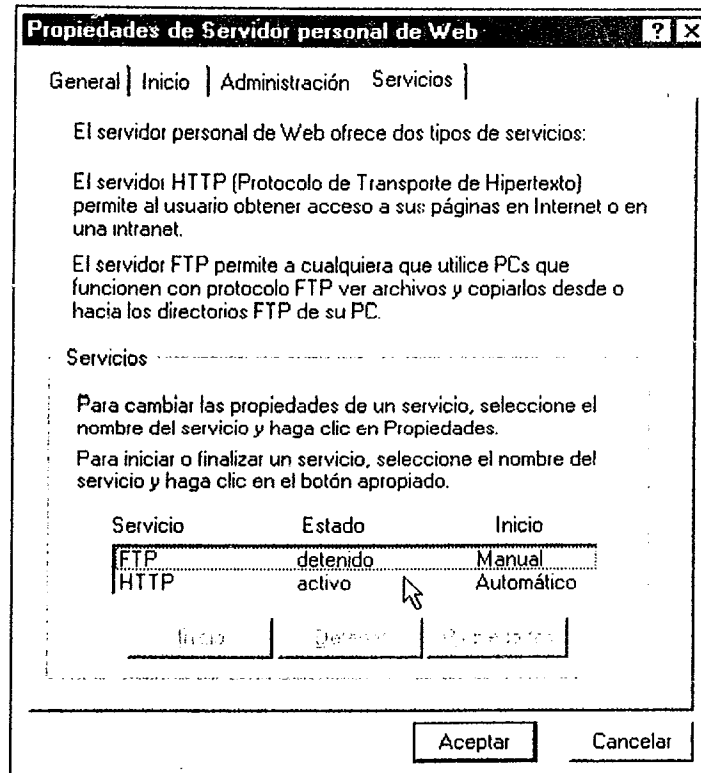 Propiedades de Servidor personal de Web
? X
General Inicio Administración Servicios
El servidor personal de Web ofrece dos tipos de servicios:
El servidor HTTP (Protocolo de Transporte de Hipertexto)
permite al usuario obtener acceso a sus páginas en Internet o en
una intranet.
El servidor FTP permite a cualquiera que utilice PCs que
funcionen con protocolo FTP ver archivos y copiarlos desde o
hacia los directorios FTP de su PC.
Servicios
Para cambiar las propiedades de un servicio, seleccione el
nombre del servicio y haga clic en Propiedades.
Para iniciar o finalizar un servicio, seleccione el nombre del
servicio y haga clic en el botón apropiado.
Servicio Estado Inicio
FTP detenido Manual
HTTP activo Automático
Inicio Detener Propiedades
Aceptar Cancelar